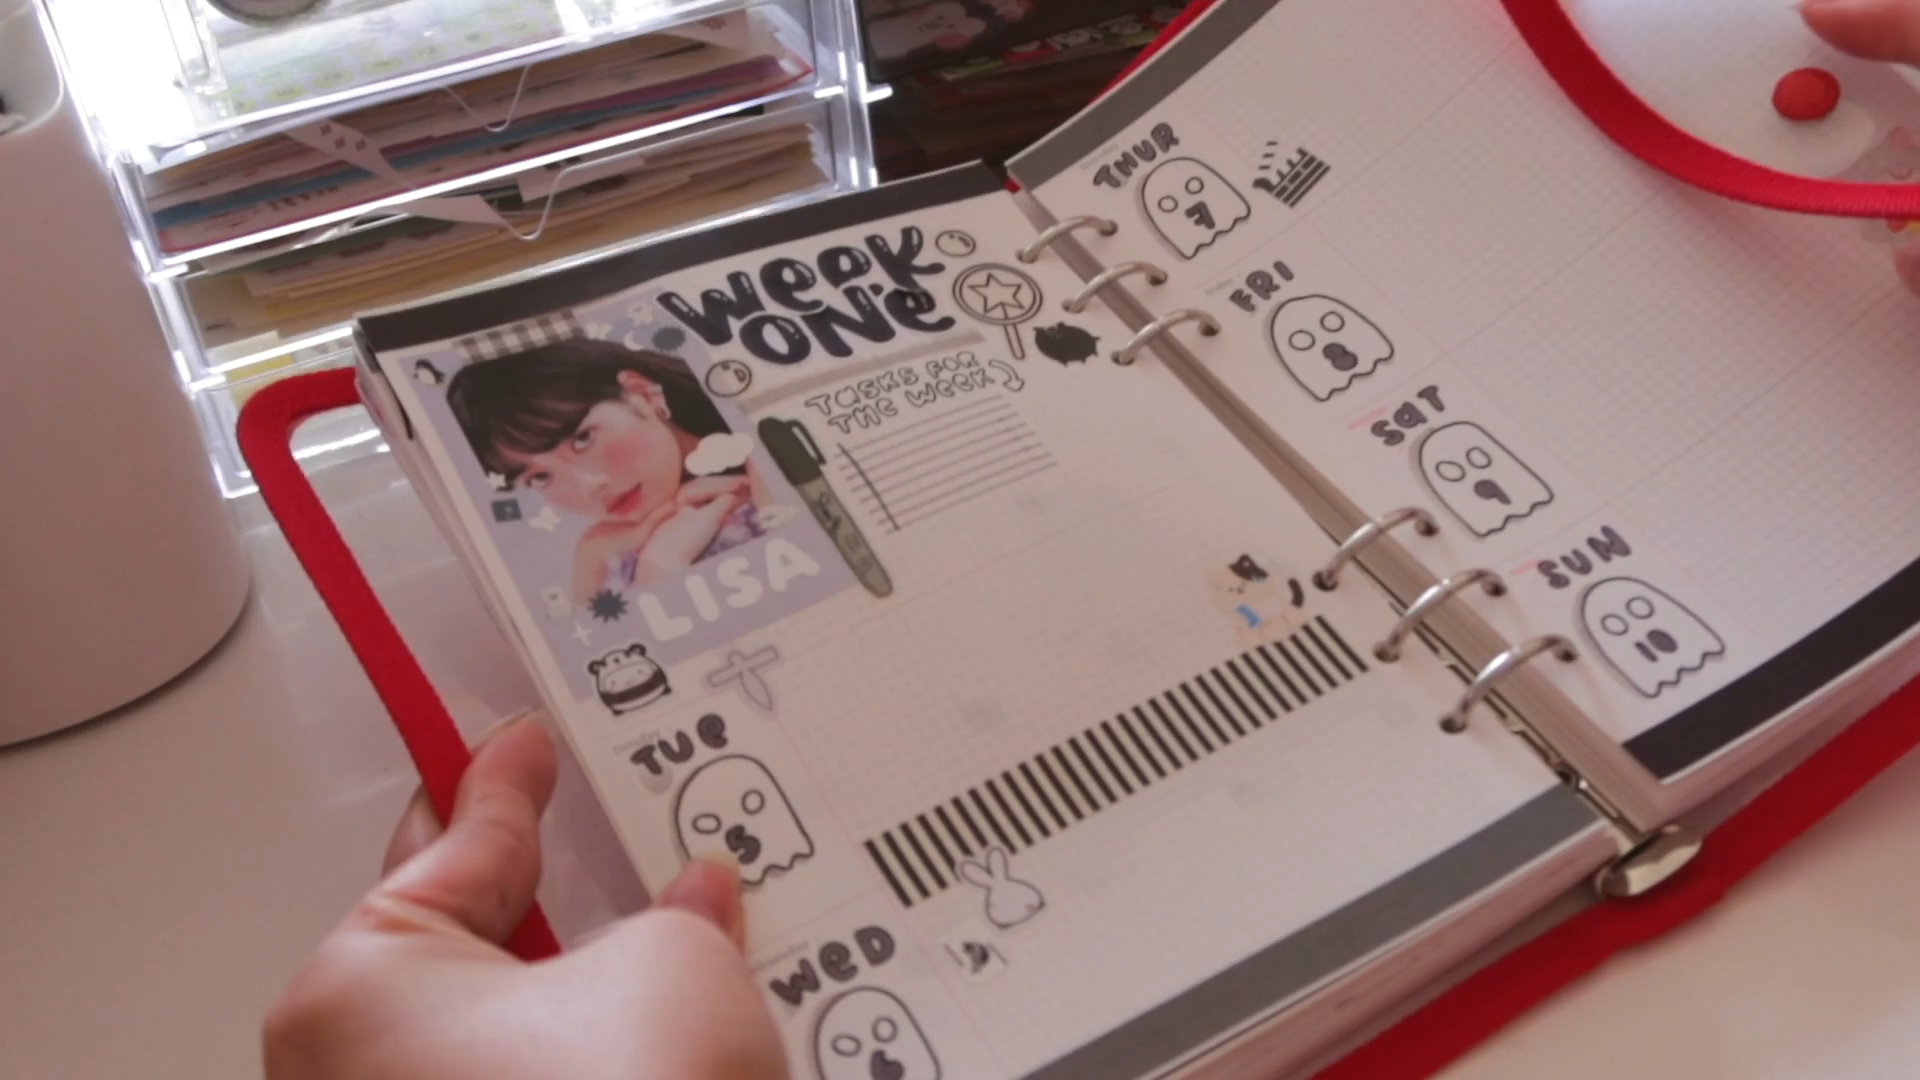 week
one
TASKS FOR
THE WEEK
LISA
TUE
5
WED
6
THUR
7
FRI
8
SAT
9
SUN
10